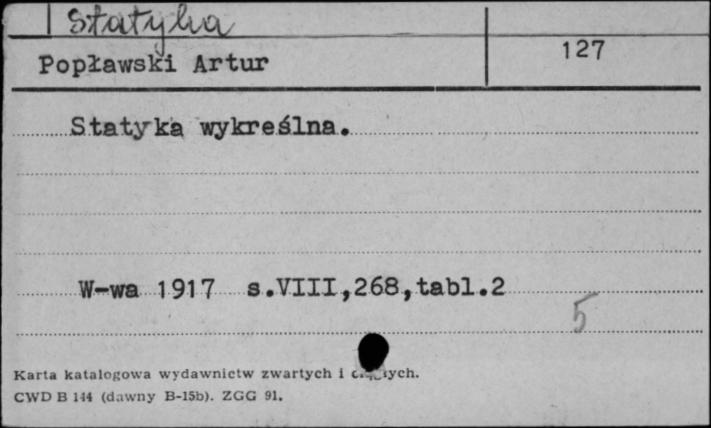 Statyka
Popławski Artur
127
Statyka wykreślna.
W-wa 1917 s.VIII,268,tabl.2
5
Karta katalogowa wydawnictw zwartych i
CWD B 144 (dawny B-15b). ZGG 91.